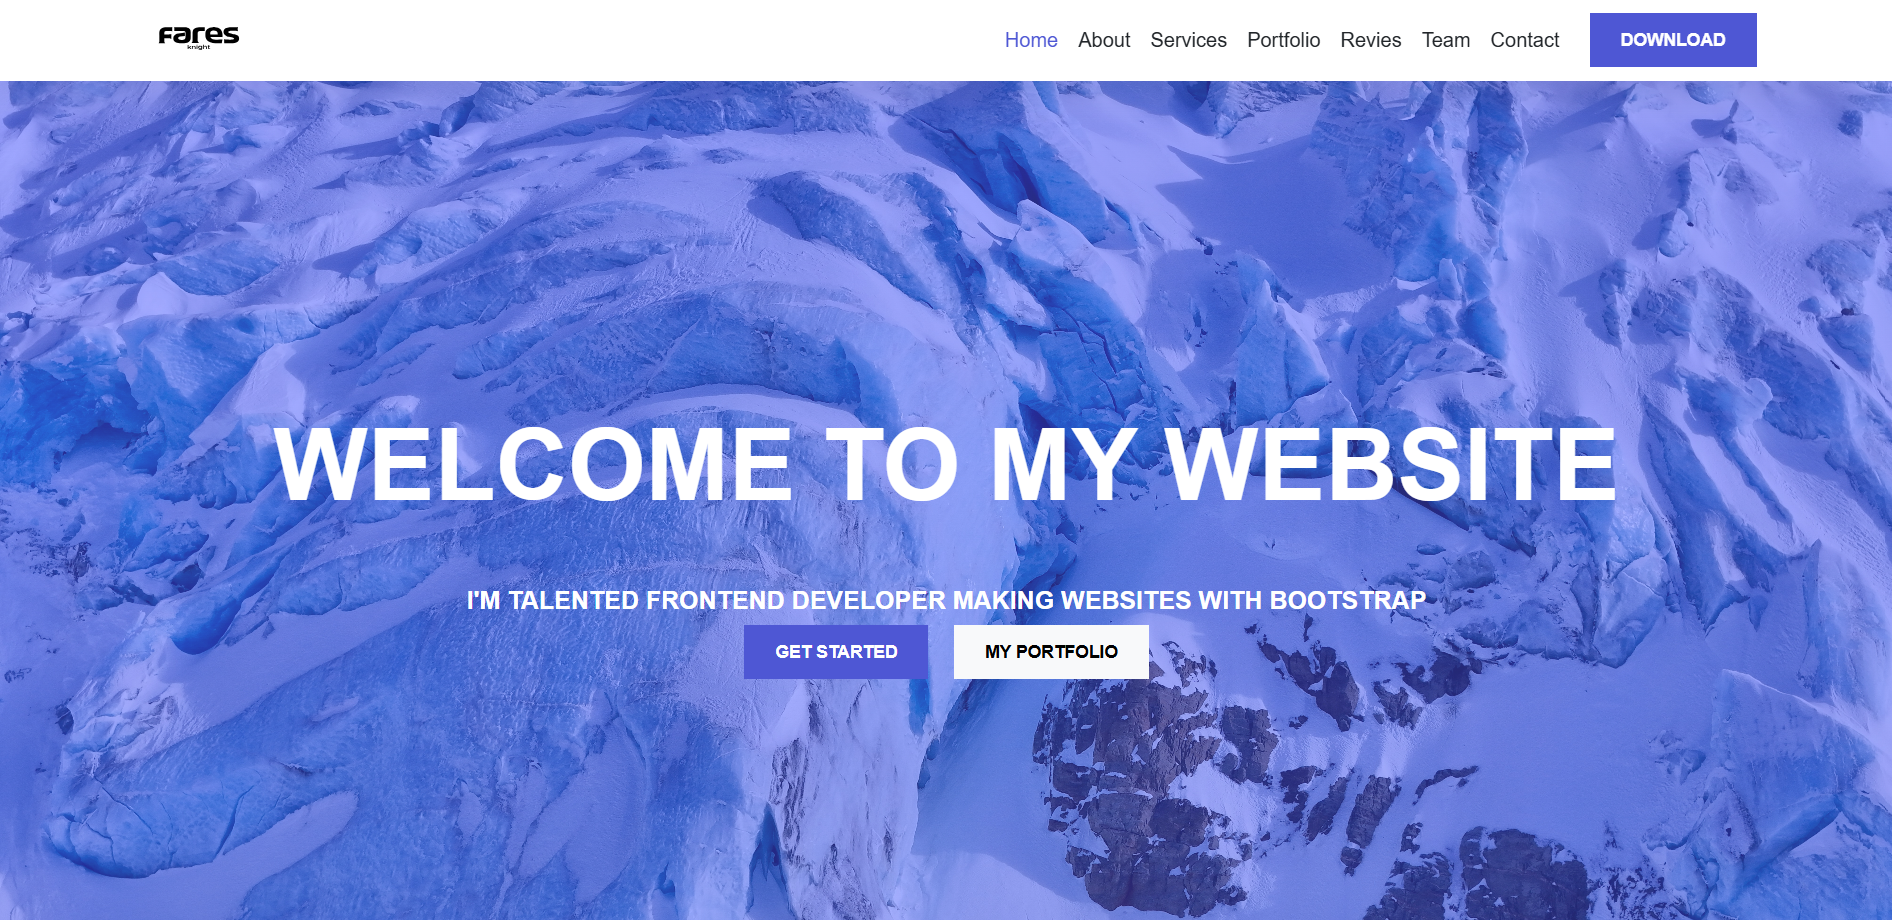 fares
knight
Home About Services Portfolio Revies Team Contact DOWNLOAD
WELCOME TO MY WEBSITE
I'M TALENTED FRONTEND DEVELOPER MAKING WEBSITES WITH BOOTSTRAP
GET STARTED MY PORTFOLIO